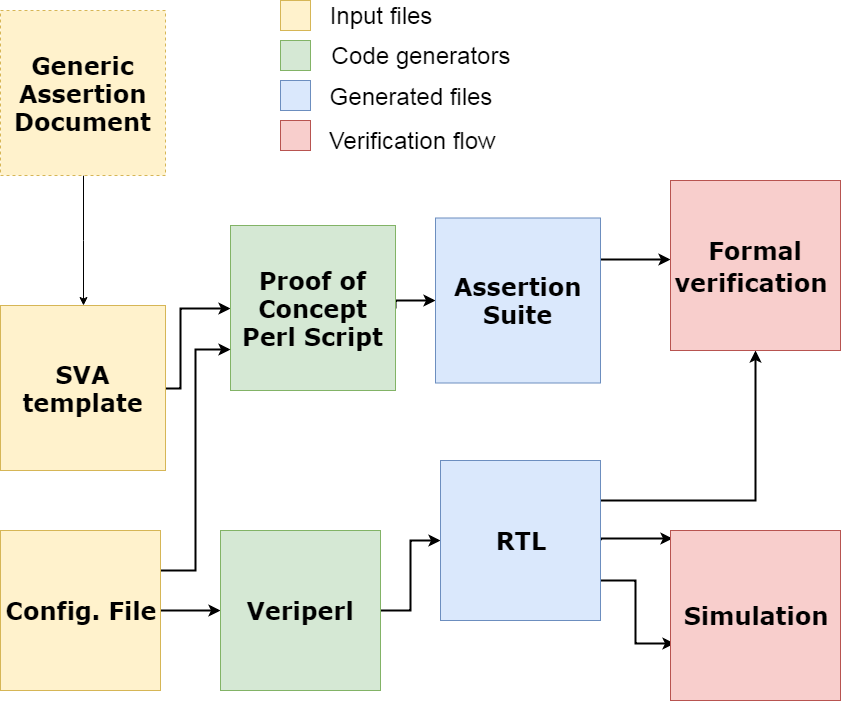 Input files
Code generators
Generated files
Verification flow
Generic
Assertion
Document
Proof of
Concept
Perl Script
Assertion
Suite
Formal
verification
SVA
template
Config. File
Veriperl
RTL
Simulation